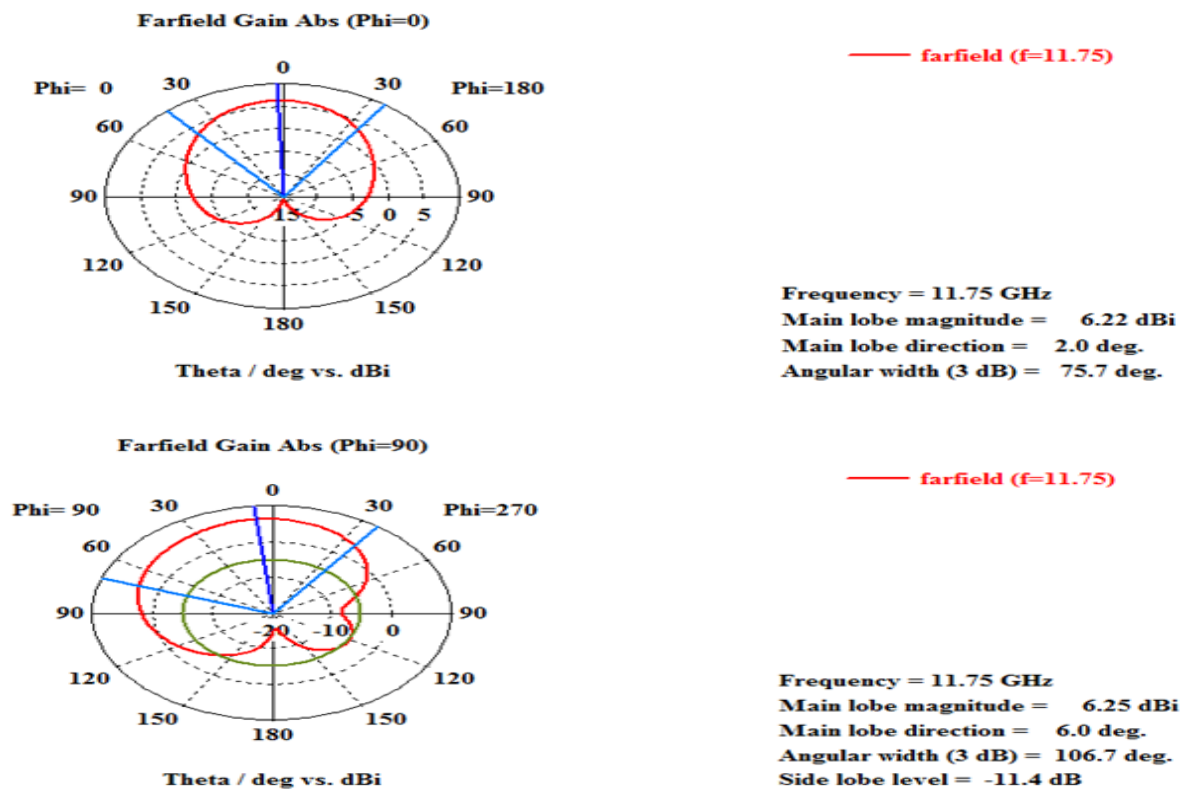 Farfield Gain Abs (Phi=0)
farfield (f=11.75)
0
30 30
Phi= 0 Phi=180
60 60
90 90
15 -5 0 5
120 120
150 150
180
Theta / deg vs. dBi
Frequency = 11.75 GHz
Main lobe magnitude = 6.22 dBi
Main lobe direction = 2.0 deg.
Angular width (3 dB) = 75.7 deg.
Farfield Gain Abs (Phi=90)
farfield (f=11.75)
0
30 30
Phi= 90 Phi=270
60 60
90 90
20 -10 0
120 120
150 150
180
Theta / deg vs. dBi
Frequency = 11.75 GHz
Main lobe magnitude = 6.25 dBi
Main lobe direction = 6.0 deg.
Angular width (3 dB) = 106.7 deg.
Side lobe level = -11.4 dB